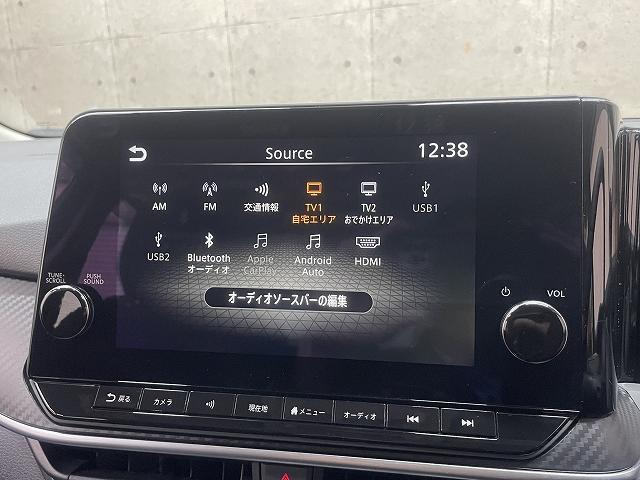 Source
12:38
AM
FM
交通情報
TV1
自宅エリア
TV2
おでかけエリア
USB1
USB2
Bluetooth
オーディオ
Apple
CarPlay
Android
Auto
HDMI
オーディオソースバーの編集
TUNE・
SCROLL
PUSH
SOUND
VOL
戻る
カメラ
現在地
メニュー
オーディオ